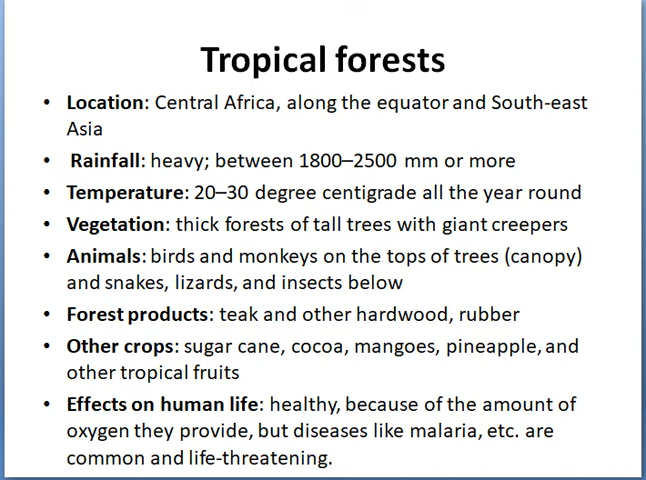 Tropical forests
• Location: Central Africa, along the equator and South-east
Asia
• Rainfall: heavy; between 1800–2500 mm or more
• Temperature: 20–30 degree centigrade all the year round
• Vegetation: thick forests of tall trees with giant creepers
• Animals: birds and monkeys on the tops of trees (canopy)
and snakes, lizards, and insects below
• Forest products: teak and other hardwood, rubber
• Other crops: sugar cane, cocoa, mangoes, pineapple, and
other tropical fruits
• Effects on human life: healthy, because of the amount of
oxygen they provide, but diseases like malaria, etc. are
common and life-threatening.